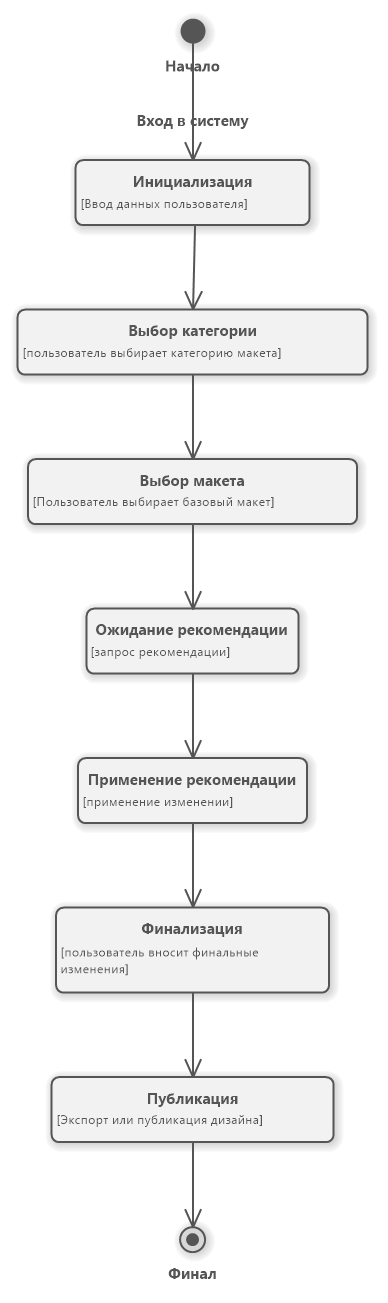 Начало
Вход в систему
Инициализация
[Ввод данных пользователя]
Выбор категории
[пользователь выбирает категорию макета]
Выбор макета
[Пользователь выбирает базовый макет]
Ожидание рекомендации
[запрос рекомендации]
Применение рекомендации
[применение изменении]
Финализация
[пользователь вносит финальные
изменения]
Публикация
[Экспорт или публикация дизайна]
Финал